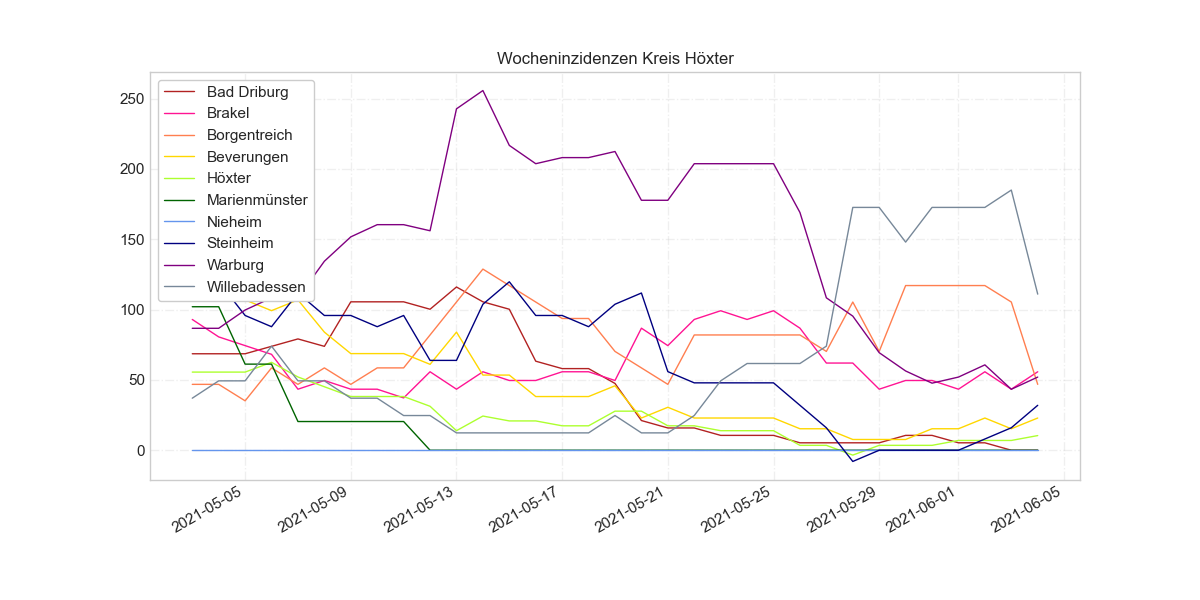 Wocheninzidenzen Kreis Höxter
250
200
150
100
50
0
Bad Driburg
Brakel
Borgentreich
Beverungen
Höxter
Marienmünster
Nieheim
Steinheim
Warburg
Willebadessen
2021-05-05
2021-05-09
2021-05-13
2021-05-17
2021-05-21
2021-05-25
2021-05-29
2021-06-01
2021-06-05